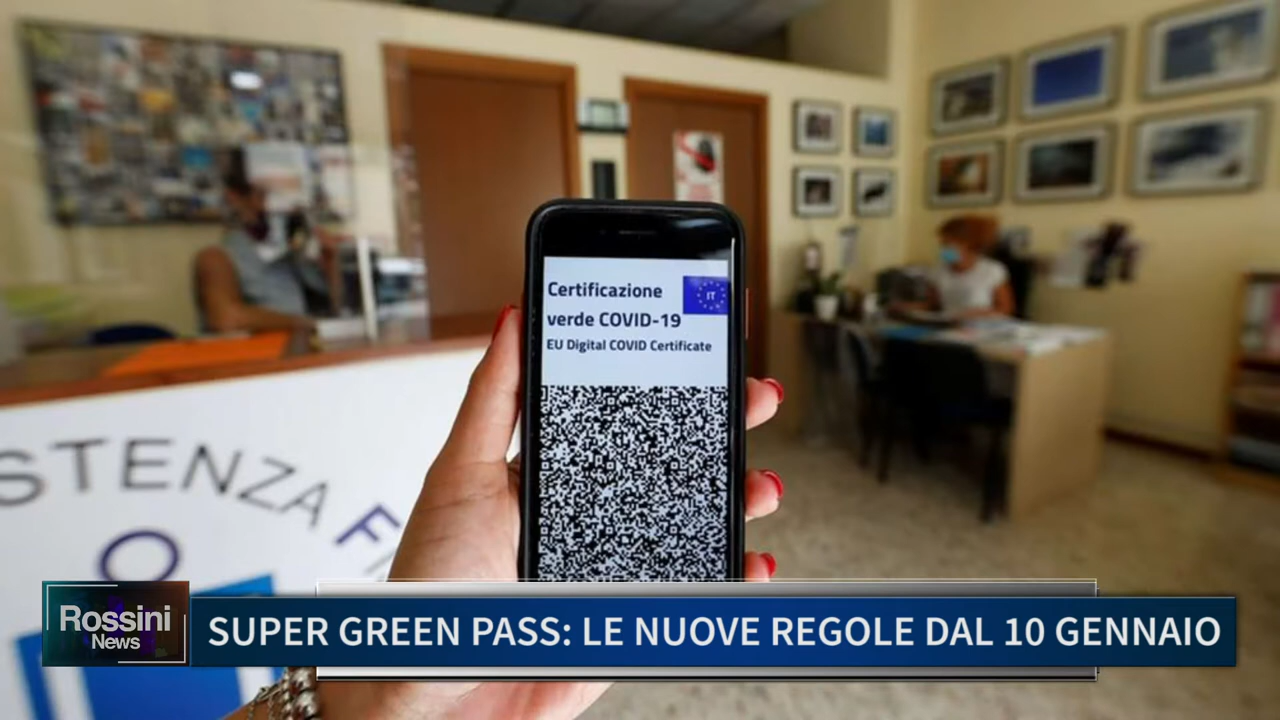 Certificazione
verde COVID-19
IT
EU Digital COVID Certificate
STENZA F
Rossini
News
SUPER GREEN PASS: LE NUOVE REGOLE DAL 10 GENNAIO